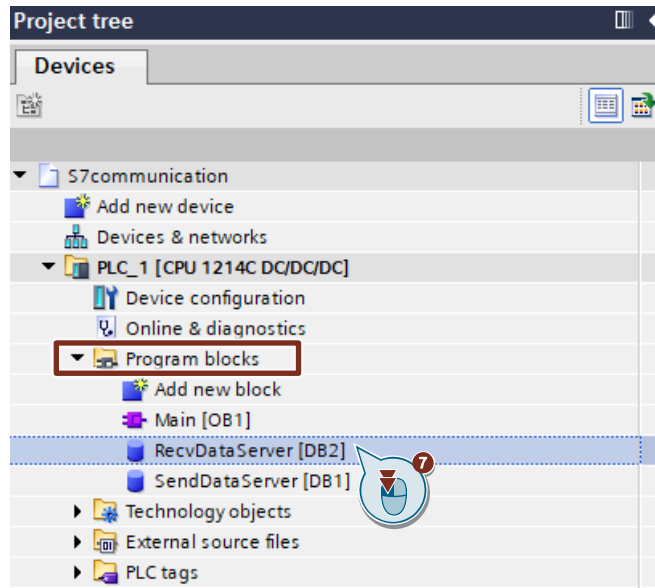 Project tree
Devices
S7communication
Add new device
Devices & networks
PLC_1 [CPU 1214C DC/DC/DC]
Device configuration
Online & diagnostics
Program blocks
Add new block
Main [OB1]
RecvDataServer [DB2]
7
SendDataServer [DB1]
Technology objects
External source files
PLC tags